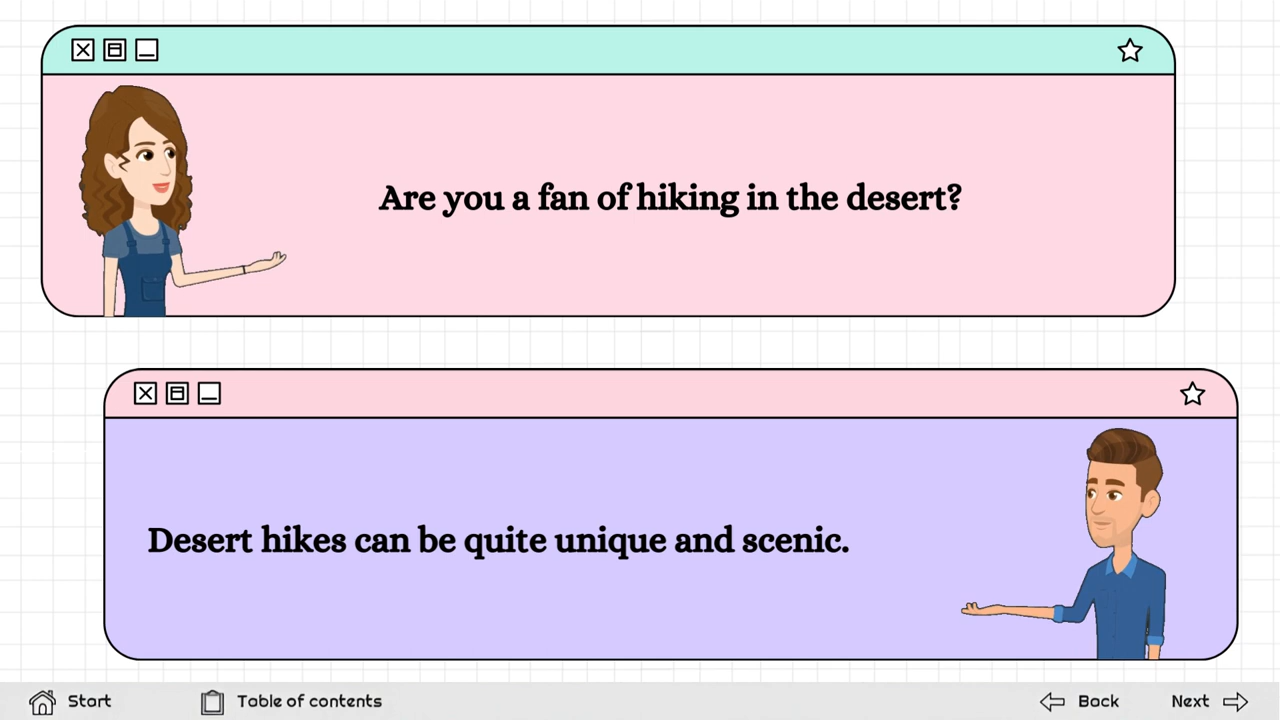 Are you a fan of hiking in the desert?
Desert hikes can be quite unique and scenic.
Start
Table of contents
Back
Next